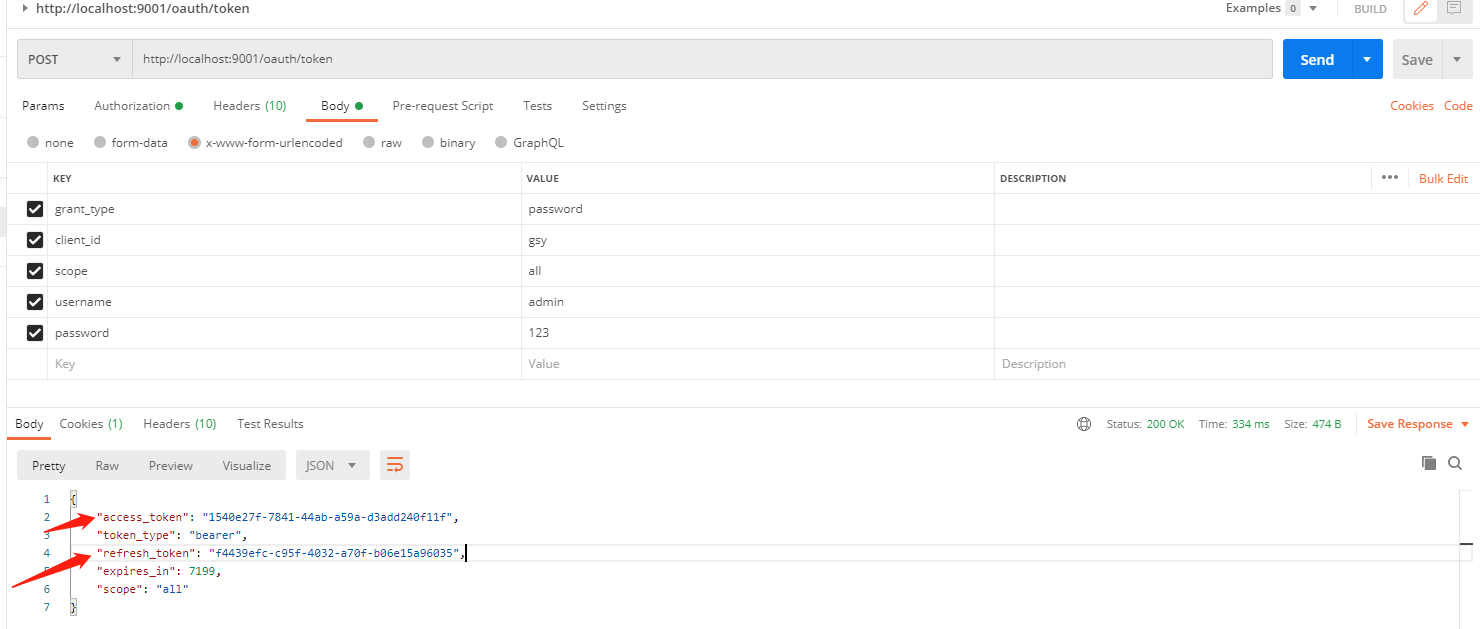 http://localhost:9001/oauth/token Examples 0 BUILD
POST http://localhost:9001/oauth/token Send Save
Params Authorization Headers (10) Body Pre-request Script Tests Settings Cookies Code
none form-data x-www-form-urlencoded raw binary GraphQL
KEY VALUE DESCRIPTION ••• Bulk Edit
grant_type password
client_id gsy
scope all
username admin
password 123
Key Value Description
Body Cookies (1) Headers (10) Test Results Status: 200 OK Time: 334 ms Size: 474 B Save Response
Pretty Raw Preview Visualize JSON
1 {
2 "access_token": "1540e27f-7841-44ab-a59a-d3add240f11f",
3 "token_type": "bearer",
4 "refresh_token": "f4439efc-c95f-4032-a70f-b06e15a96035",
5 "expires_in": 7199,
6 "scope": "all"
7 }